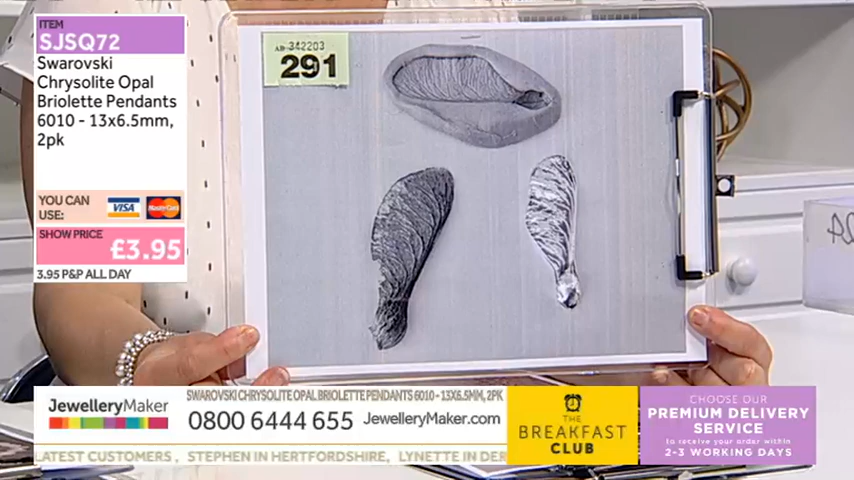 ITEM
SJSQ72
Swarovski
Chrysolite Opal
Briolette Pendants
6010 - 13x6.5mm,
2pk
YOU CAN
USE:
VISA
MasterCard
SHOW PRICE
£3.95
3.95 P&P ALL DAY
342203
291
JewelleryMaker
SWAROVSKI CHRYSOLITE OPAL BRIOLETTE PENDANTS 6010 - 13X6.5MM, 2PK
0800 6444 655
JewelleryMaker.com
THE
BREAKFAST
CLUB
CHOOSE OUR
PREMIUM DELIVERY
SERVICE
to receive your order within
2-3 WORKING DAYS
LATEST CUSTOMERS, STEPHEN IN HERTFORDSHIRE, LYNETTE IN DER